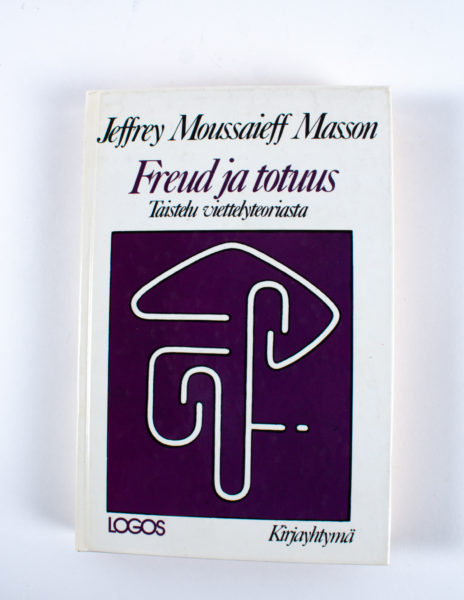 Jeffrey Moussaieff Masson
Freud ja totuus
Taistelu viettelyteoriasta
LOGOS
Kirjayhtymä